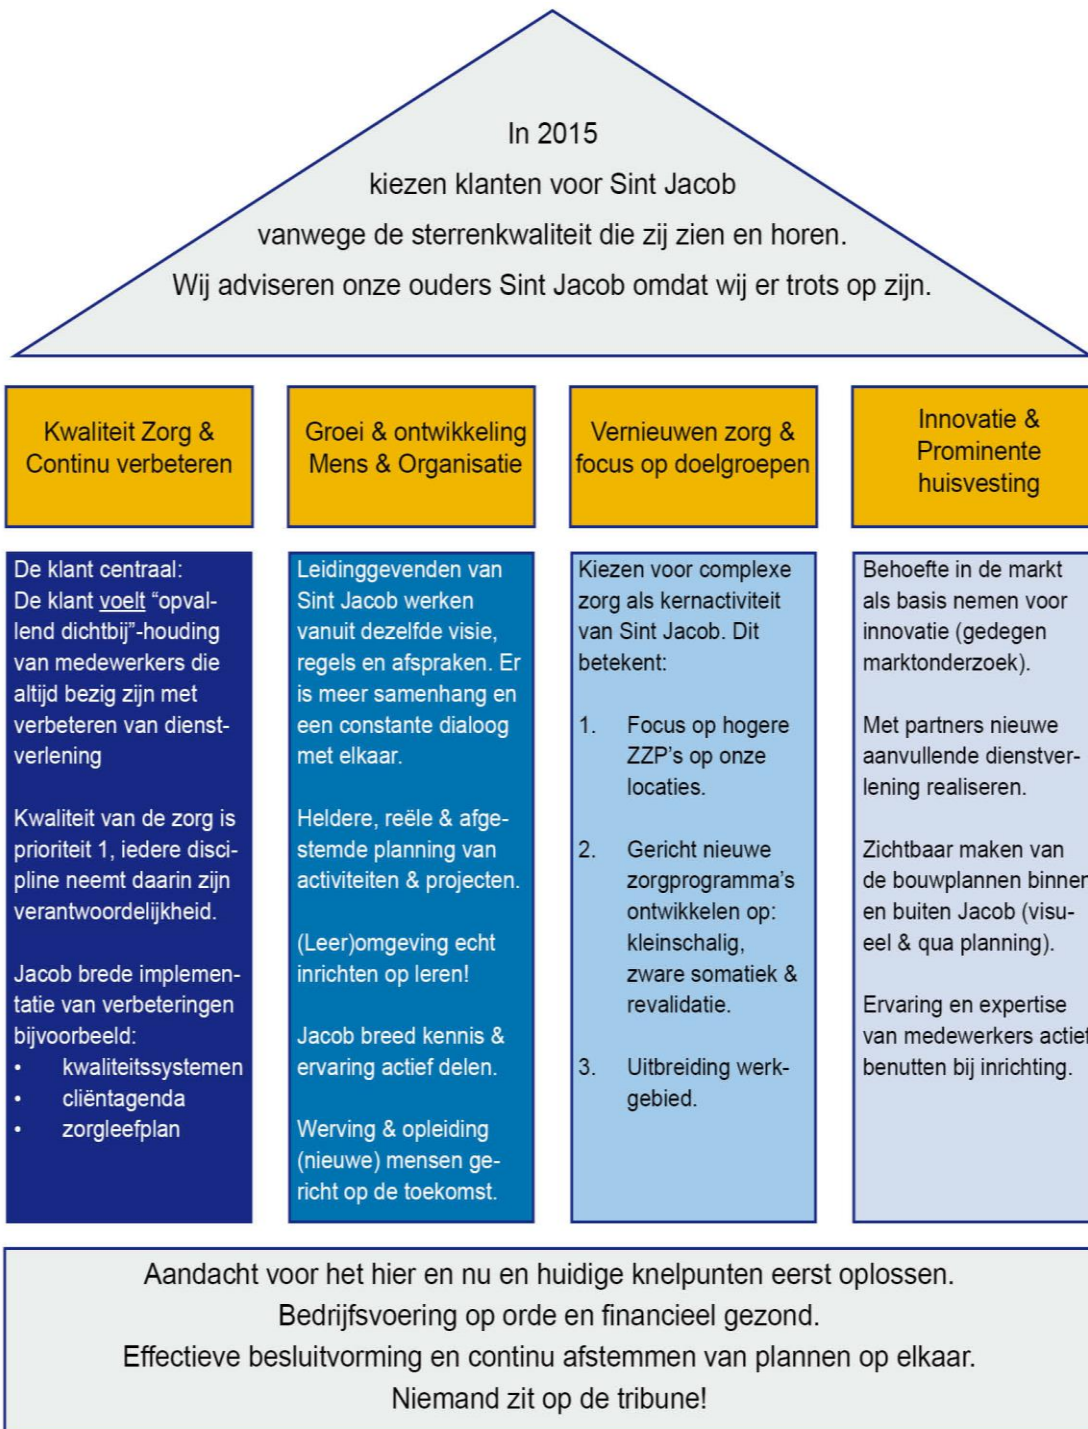 In 2015
kiezen klanten voor Sint Jacob
vanwege de sterrenkwaliteit die zij zien en horen.
Wij adviseren onze ouders Sint Jacob omdat wij er trots op zijn.
Kwaliteit Zorg &
Continu verbeteren
Groei & ontwikkeling
Mens & Organisatie
Vernieuwen zorg &
focus op doelgroepen
Innovatie &
Prominente
huisvesting
De klant centraal:
De klant voelt “opval-
lend dichtbij”-houding
van medewerkers die
altijd bezig zijn met
verbeteren van dienst-
verlening
Kwaliteit van de zorg is
prioriteit 1, iedere disci-
pline neemt daarin zijn
verantwoordelijkheid.
Jacob brede implemen-
tatie van verbeteringen
bijvoorbeeld:
• kwaliteitssystemen
• cliëntagenda
• zorgleefplan
Leidinggevenden van
Sint Jacob werken
vanuit dezelfde visie,
regels en afspraken. Er
is meer samenhang en
een constante dialoog
met elkaar.
Heldere, reële & afge-
stemde planning van
activiteiten & projecten.
(Leer)omgeving echt
inrichten op leren!
Jacob breed kennis &
ervaring actief delen.
Werving & opleiding
(nieuwe) mensen ge-
richt op de toekomst.
Kiezen voor complexe
zorg als kernactiviteit
van Sint Jacob. Dit
betekent:
1. Focus op hogere
ZZP’s op onze
locaties.
2. Gericht nieuwe
zorgprogramma’s
ontwikkelen op:
kleinschalig,
zware somatiek &
revalidatie.
3. Uitbreiding werk-
gebied.
Behoefte in de markt
als basis nemen voor
innovatie (gedegen
marktonderzoek).
Met partners nieuwe
aanvullende dienstver-
lening realiseren.
Zichtbaar maken van
de bouwplannen binnen
en buiten Jacob (visu-
eel & qua planning).
Ervaring en expertise
van medewerkers actief
benutten bij inrichting.
Aandacht voor het hier en nu en huidige knelpunten eerst oplossen.
Bedrijfsvoering op orde en financieel gezond.
Effectieve besluitvorming en continu afstemmen van plannen op elkaar.
Niemand zit op de tribune!